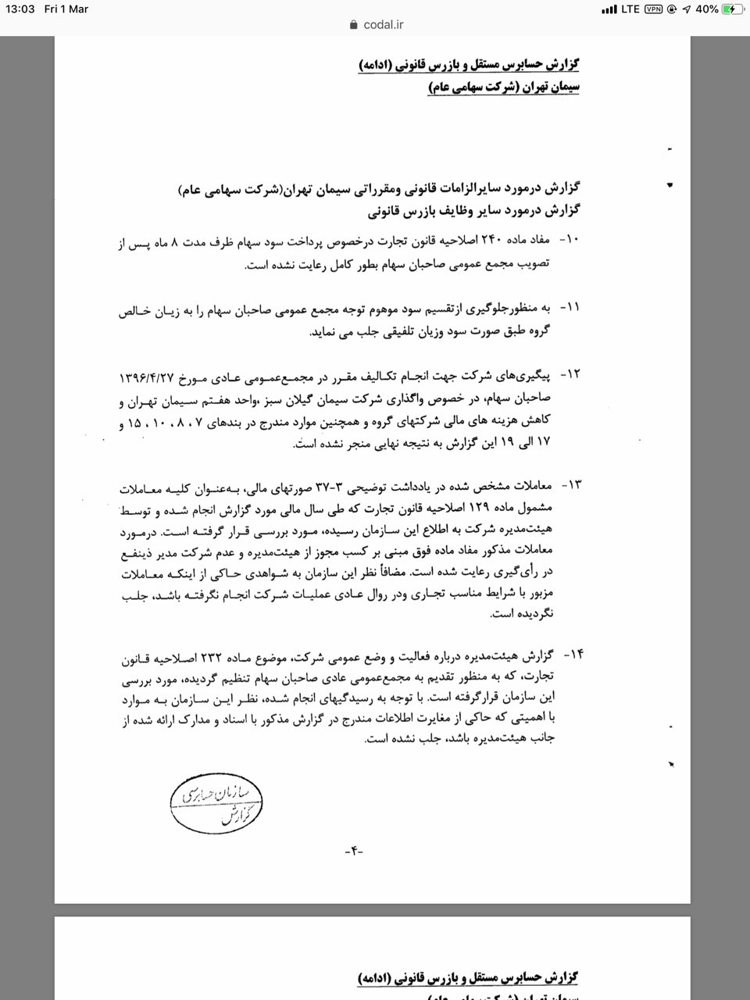 13:03 Fri 1 Mar LTE VPN 40%
codal.ir
گزارش حسابرس مستقل و بازرس قانونی (ادامه)
سیمان تهران (شرکت سهامی عام)
گزارش درمورد سایرالزامات قانونی ومقرراتی سیمان تهران(شرکت سهامی عام)
گزارش درمورد سایر وظایف بازرس قانونی
۱۰- مفاد ماده ۲۴۰ اصلاحیه قانون تجارت درخصوص پرداخت سود سهام ظرف مدت ۸ ماه پس از
تصویب مجمع عمومی صاحبان سهام بطور کامل رعایت نشده است.
۱۱- به منظورجلوگیری ازتقسیم سود موهوم توجه مجمع عمومی صاحبان سهام را به زیان خالص
گروه طبق صورت سود وزیان تلفیقی جلب می نماید.
۱۲- پیگیری‌های شرکت جهت انجام تکالیف مقرر در مجمع‌عمومی عادی مورخ ۱۳۹۶/۴/۲۷
صاحبان سهام، در خصوص واگذاری شرکت سیمان گیلان سبز ،واحد هفتم سیمان تهران و
کاهش هزینه های مالی شرکتهای گروه و همچنین موارد مندرج در بندهای ۷ ، ۸ ، ۱۰ ، ۱۵ و
۱۷ الی ۱۹ این گزارش به نتیجه نهایی منجر نشده است.
۱۳- معاملات مشخص شده در یادداشت توضیحی ۳-۳۷ صورتهای مالی، به‌عنوان کلیه معاملات
مشمول ماده ۱۲۹ اصلاحیه قانون تجارت که طی سال مالی مورد گزارش انجام شده و توسط
هیئت‌مدیره شرکت به اطلاع این سازمان رسیده، مورد بررسی قرار گرفته است. درمورد
معاملات مذکور مفاد ماده فوق مبنی بر کسب مجوز از هیئت‌مدیره و عدم شرکت مدیر ذینفع
در رأی‌گیری رعایت شده است. مضافاً نظر این سازمان به شواهدی حاکی از اینکه معاملات
مزبور با شرایط مناسب تجاری ودر روال عادی عملیات شرکت انجام نگرفته باشد، جلب
نگردیده است.
۱۴- گزارش هیئت‌مدیره درباره فعالیت و وضع عمومی شرکت، موضوع ماده ۲۳۲ اصلاحیه قانون
تجارت، که به منظور تقدیم به مجمع‌عمومی عادی صاحبان سهام تنظیم گردیده، مورد بررسی
این سازمان قرارگرفته است. با توجه به رسیدگیهای انجام شده، نظر این سازمان به موارد
با اهمیتی که حاکی از مغایرت اطلاعات مندرج در گزارش مذکور با اسناد و مدارک ارائه شده از
جانب هیئت‌مدیره باشد، جلب نشده است.
سازمان حسابرسی
گزارش
-۴-
گزارش حسابرس مستقل و بازرس قانونی (ادامه)
سیمان تهران (شرکت سهامی عام)